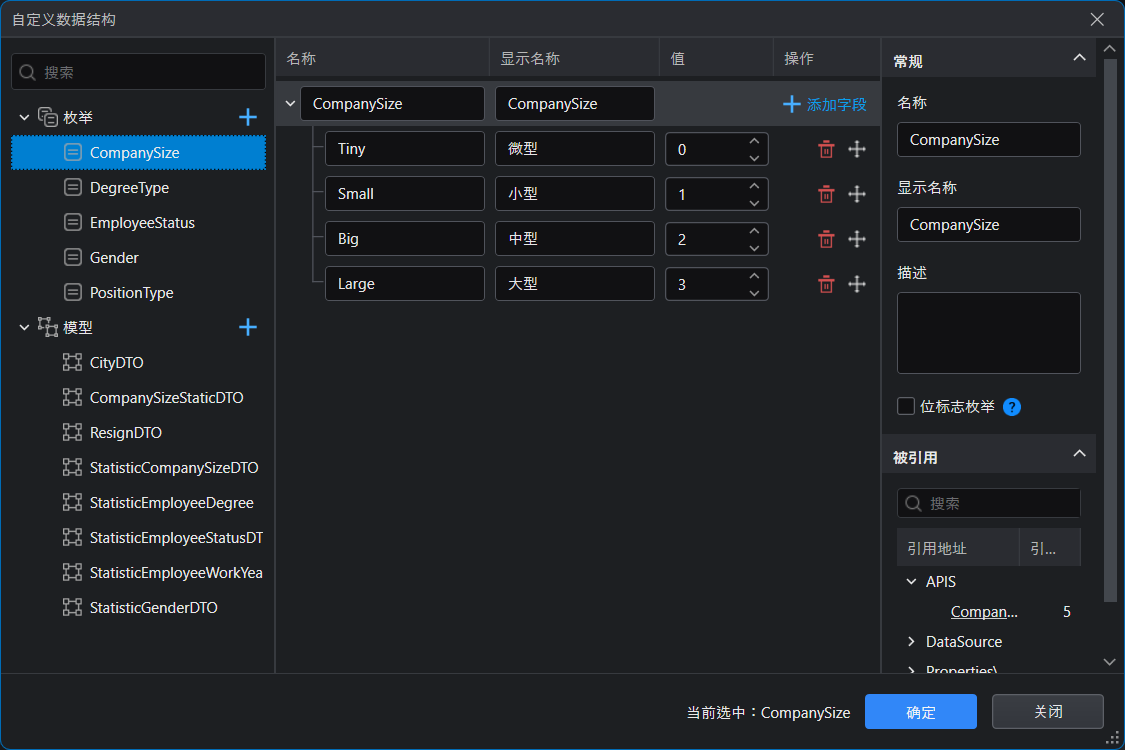 自定义数据结构
搜索
枚举
CompanySize
DegreeType
EmployeeStatus
Gender
PositionType
模型
CityDTO
CompanySizeStaticDTO
ResignDTO
StatisticCompanySizeDTO
StatisticEmployeeDegree
StatisticEmployeeStatusDT
StatisticEmployeeWorkYea
StatisticGenderDTO
名称 显示名称 值 操作
CompanySize CompanySize 添加字段
Tiny 微型 0
Small 小型 1
Big 中型 2
Large 大型 3
常规
名称
CompanySize
显示名称
CompanySize
描述
位标志枚举 ?
被引用
搜索
引用地址 引...
APIS
Compan... 5
DataSource
Properties\
当前选中：CompanySize 确定 关闭